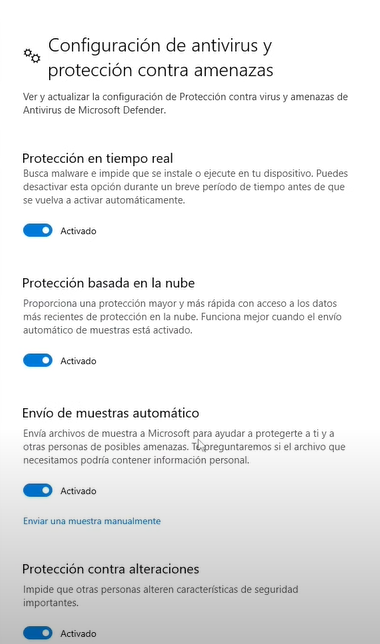 Configuración de antivirus y
protección contra amenazas
Ver y actualizar la configuración de Protección contra virus y amenazas de
Antivirus de Microsoft Defender.
Protección en tiempo real
Busca malware e impide que se instale o ejecute en tu dispositivo. Puedes
desactivar esta opción durante un breve período de tiempo antes de que
se vuelva a activar automáticamente.
Activado
Protección basada en la nube
Proporciona una protección mayor y más rápida con acceso a los datos
más recientes de protección en la nube. Funciona mejor cuando el envío
automático de muestras está activado.
Activado
Envío de muestras automático
Envía archivos de muestra a Microsoft para ayudar a protegerte a ti y a
otras personas de posibles amenazas. Te preguntaremos si el archivo que
necesitamos podría contener información personal.
Activado
Enviar una muestra manualmente
Protección contra alteraciones
Impide que otras personas alteren características de seguridad
importantes.
Activado